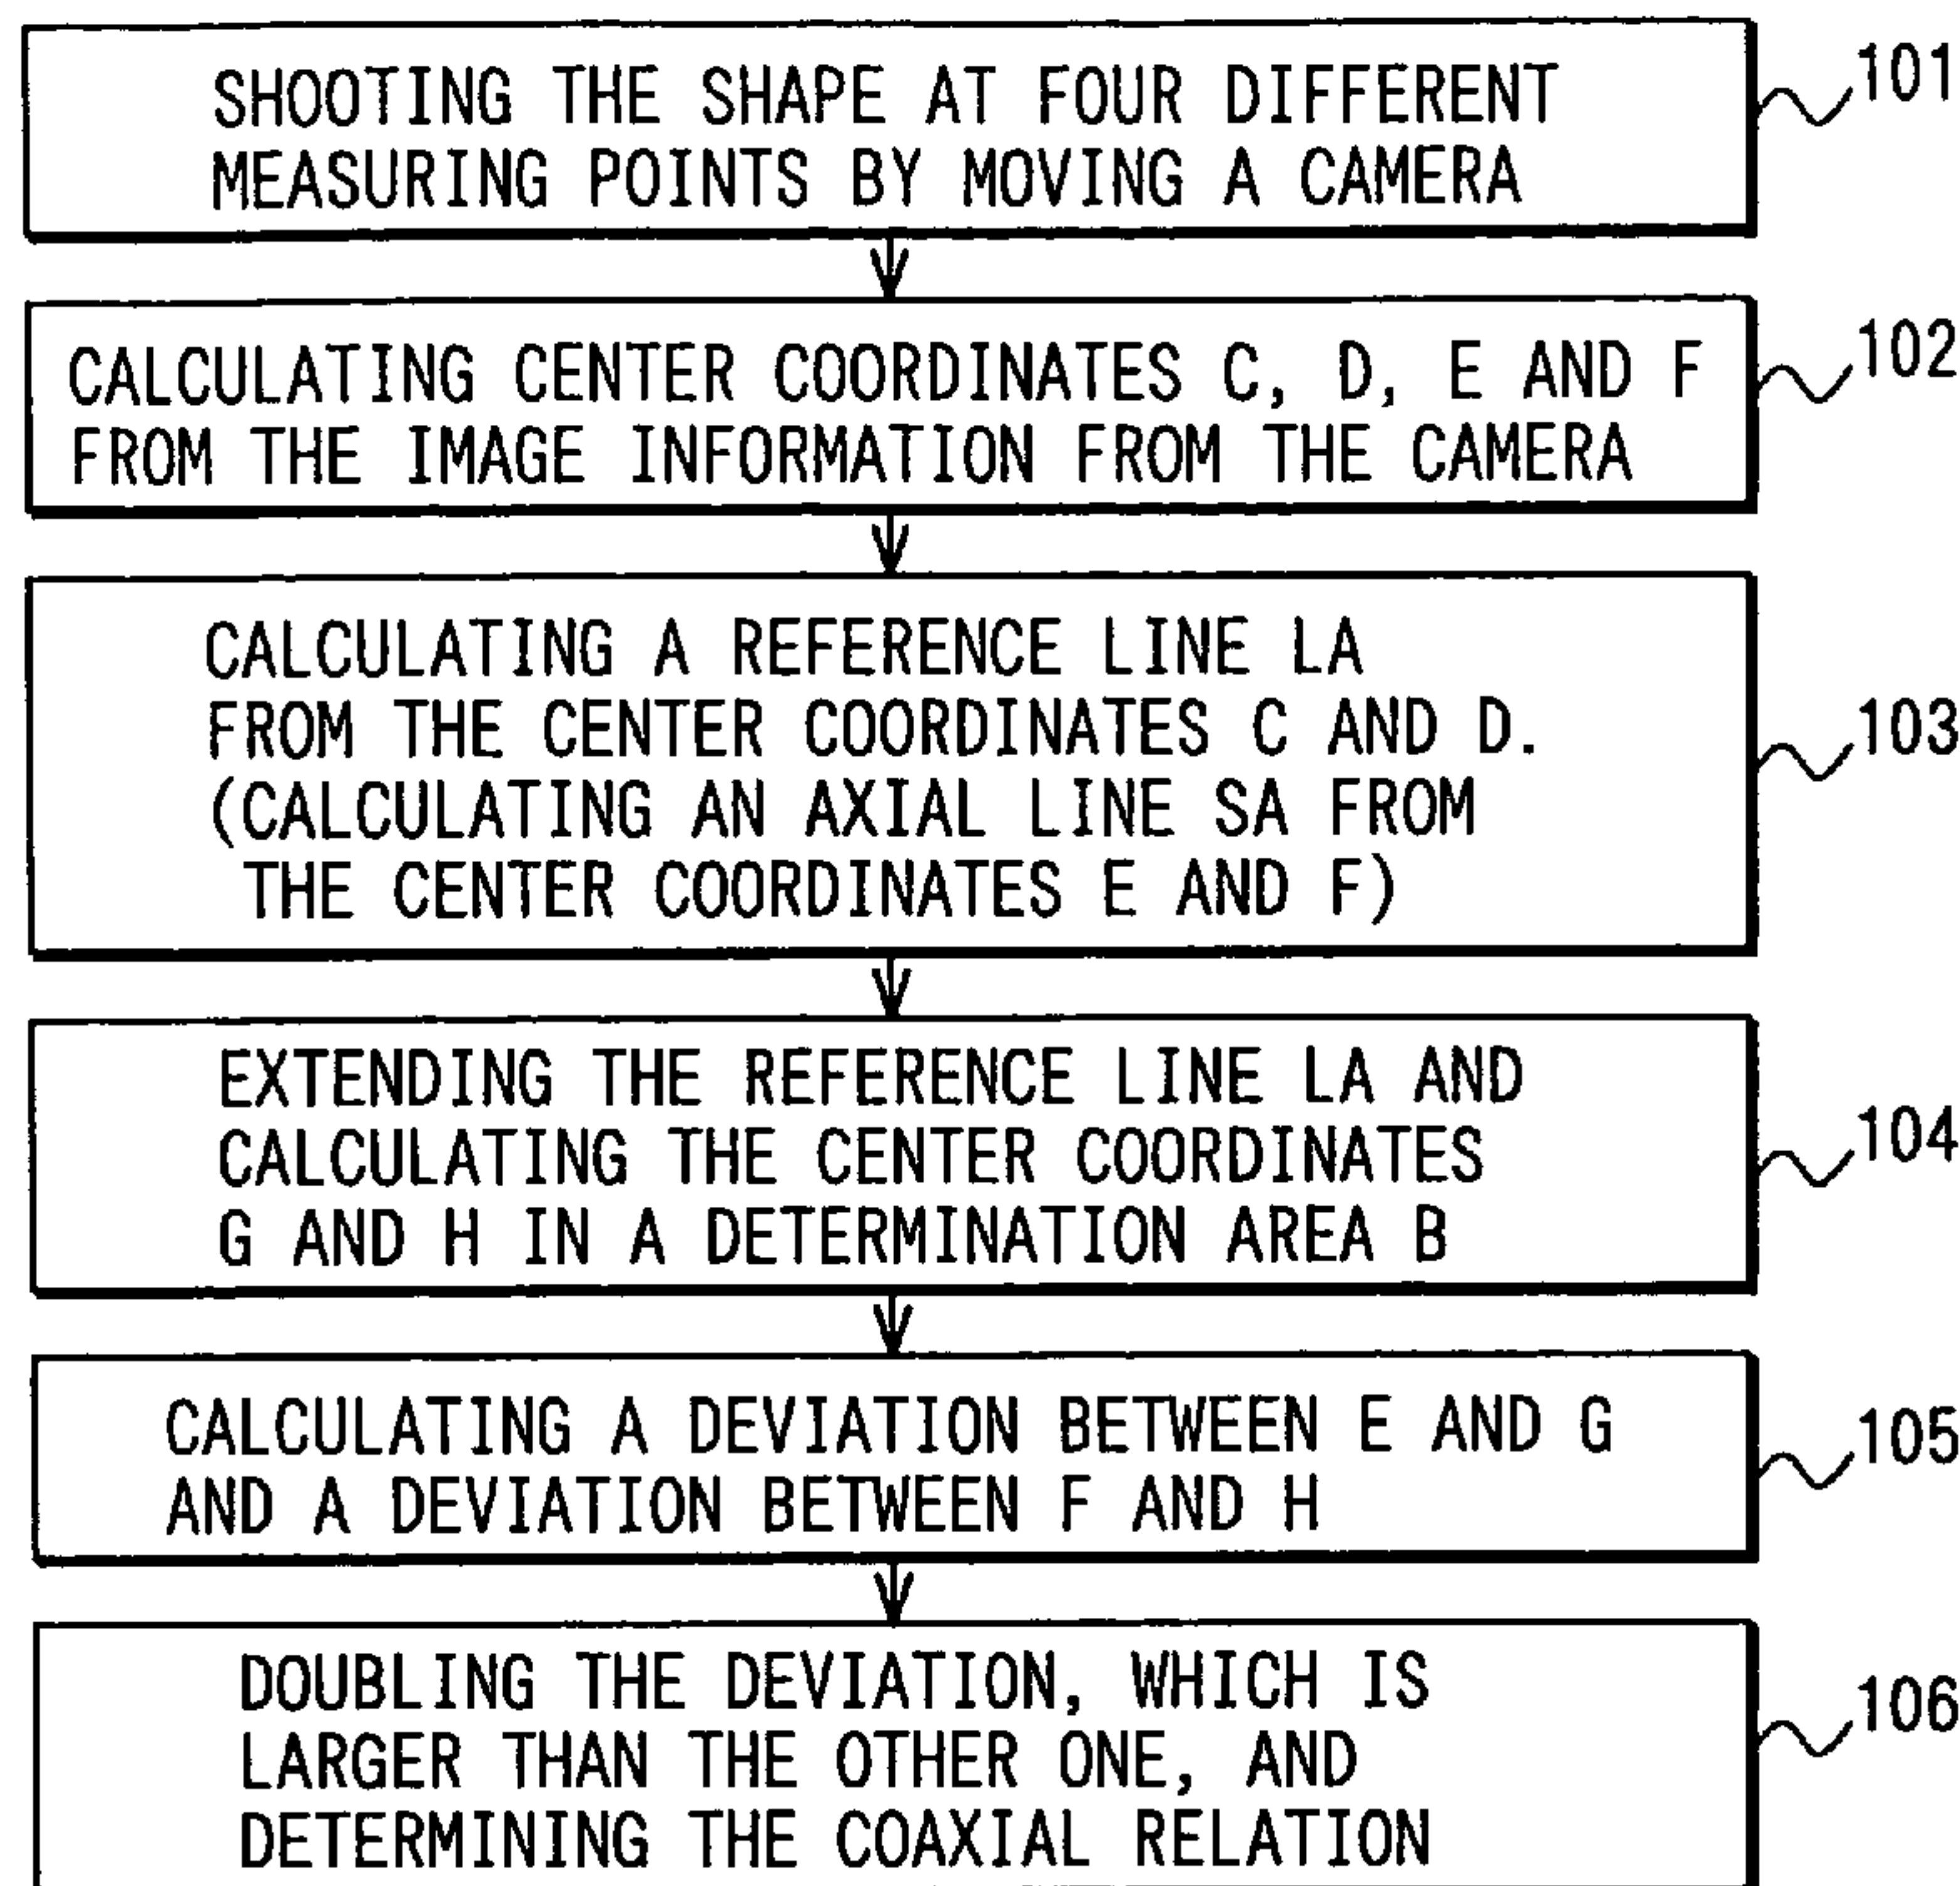 SHOOTING THE SHAPE AT FOUR DIFFERENT
MEASURING POINTS BY MOVING A CAMERA
101
CALCULATING CENTER COORDINATES C, D, E AND F
FROM THE IMAGE INFORMATION FROM THE CAMERA
102
CALCULATING A REFERENCE LINE LA
FROM THE CENTER COORDINATES C AND D.
(CALCULATING AN AXIAL LINE SA FROM
THE CENTER COORDINATES E AND F)
103
EXTENDING THE REFERENCE LINE LA AND
CALCULATING THE CENTER COORDINATES
G AND H IN A DETERMINATION AREA B
104
CALCULATING A DEVIATION BETWEEN E AND G
AND A DEVIATION BETWEEN F AND H
105
DOUBLING THE DEVIATION, WHICH IS
LARGER THAN THE OTHER ONE, AND
DETERMINING THE COAXIAL RELATION
106